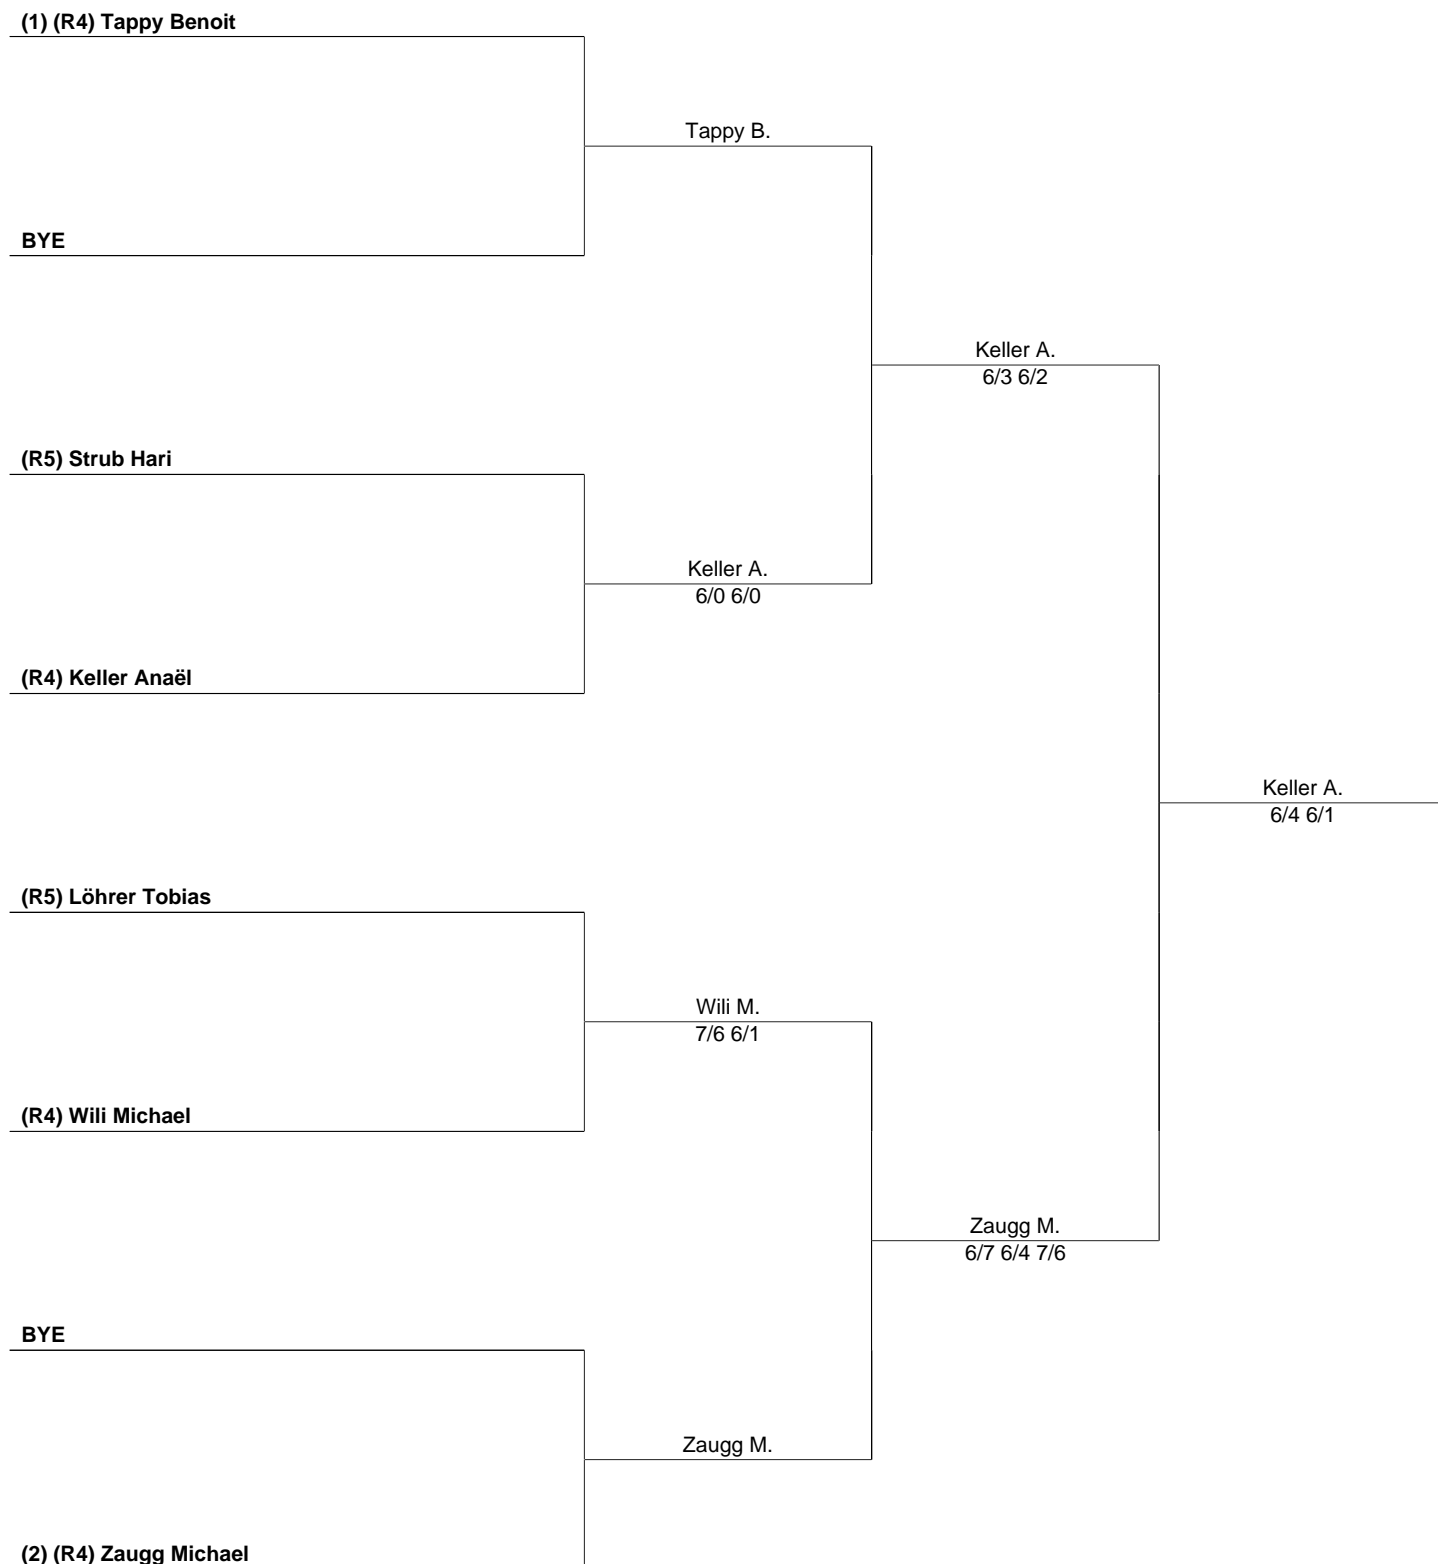 (1) (R4) Tappy Benoit
Tappy B.
BYE
Keller A.
6/3 6/2
(R5) Strub Hari
Keller A.
6/0 6/0
(R4) Keller Anaël
Keller A.
6/4 6/1
(R5) Löhrer Tobias
Wili M.
7/6 6/1
(R4) Wili Michael
Zaugg M.
6/7 6/4 7/6
BYE
Zaugg M.
(2) (R4) Zaugg Michael